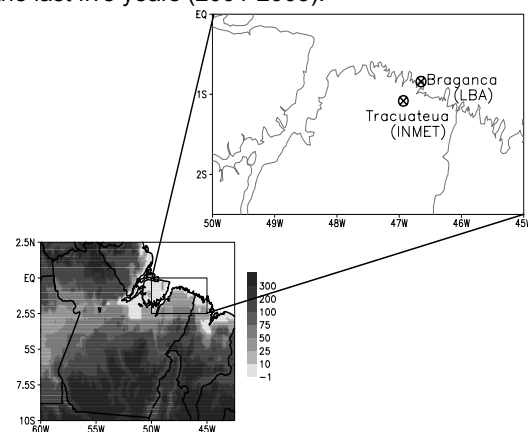 the last five years (2001-2005).
EQ
1S
2S
Braganca
(LBA)
Tracuateua
(INMET)
50W 49W 48W 47W 46W 45W
2.5N
EQ
2.5S
5S
7.5S
10S
60W 55W 50W 45W
300
200
100
75
50
25
10
-1